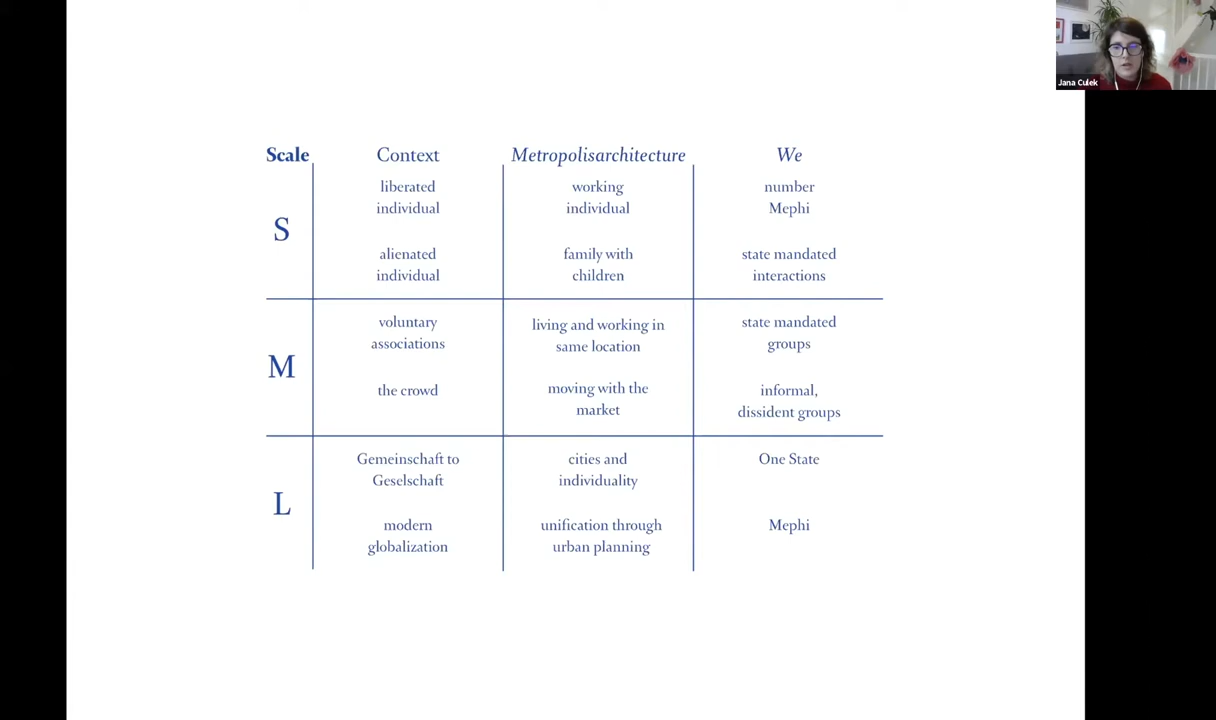 Jana Culek
Scale Context Metropolisarchitecture We
S
liberated
individual
working
individual
number
Mephi
alienated
individual
family with
children
state mandated
interactions
M
voluntary
associations
living and working in
same location
state mandated
groups
the crowd
moving with the
market
informal,
dissident groups
L
Gemeinschaft to
Geselschaft
cities and
individuality
One State
modern
globalization
unification through
urban planning
Mephi